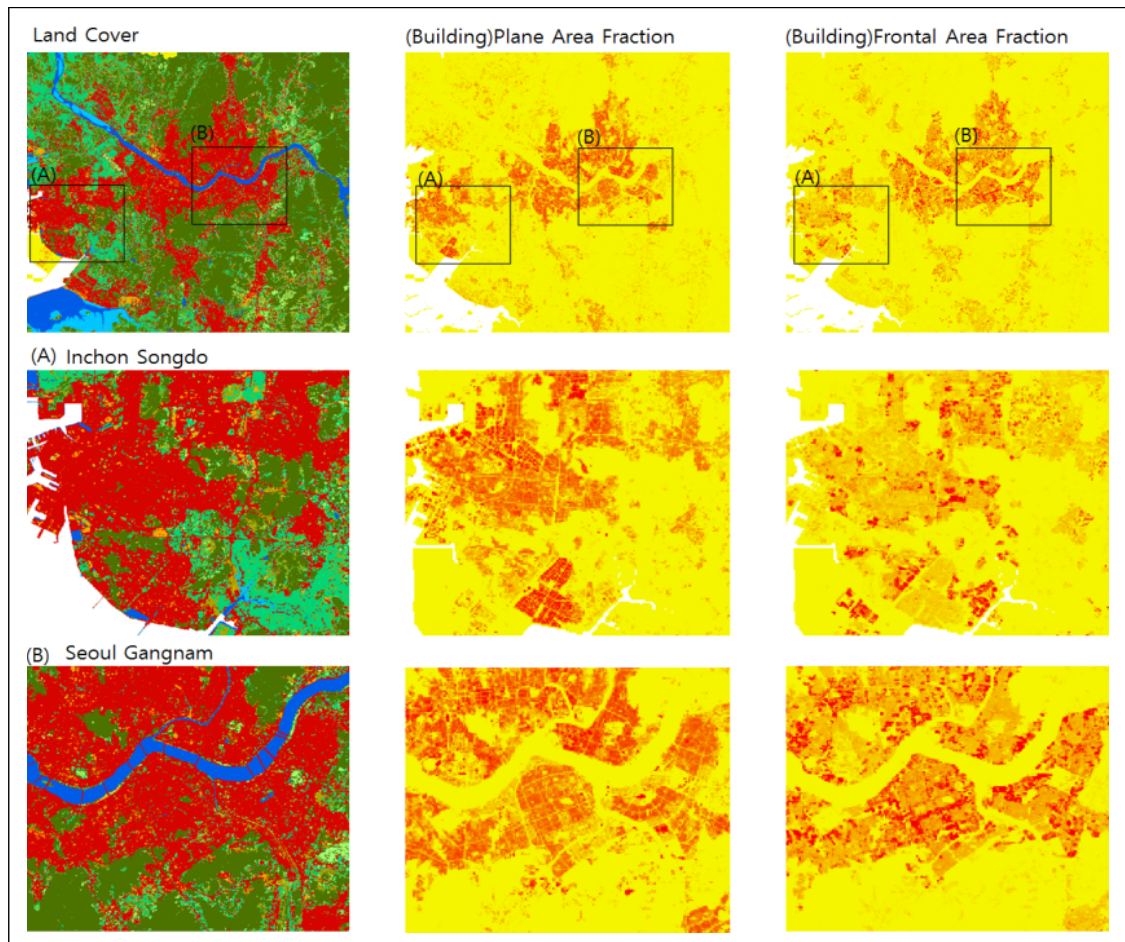 Land Cover
(Building)Plane Area Fraction
(Building)Frontal Area Fraction
(B)
(A)
(B)
(A)
(B)
(A)
(A) Inchon Songdo
(B) Seoul Gangnam